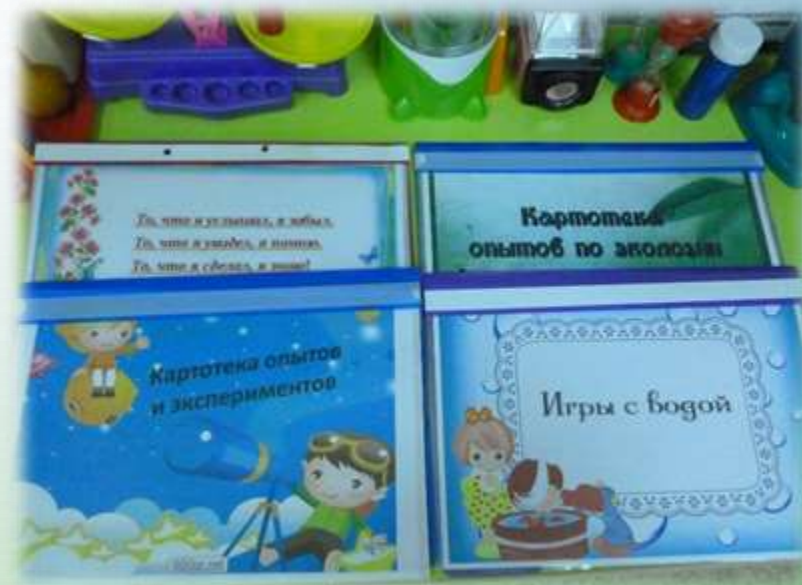 То, что я услышал, я забыл.
То, что я увидел, я помню.
То, что я сделал, я знаю!
Картотека
опытов по экологии
Картотека опытов
и экспериментов
Игры с водой